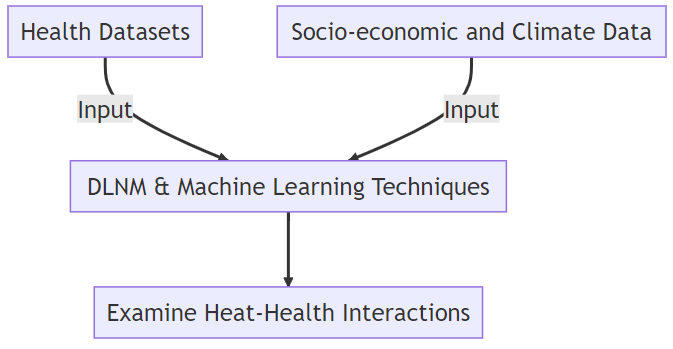 Health Datasets
Socio-economic and Climate Data
Input
Input
DLNM & Machine Learning Techniques
Examine Heat-Health Interactions